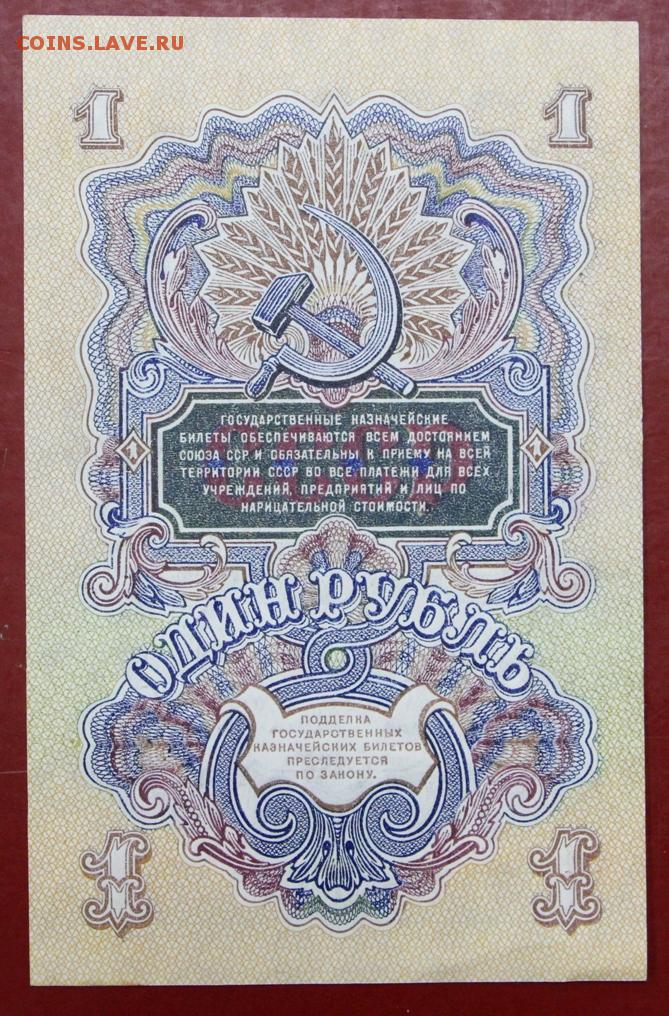 COINS.LAVE.RU
1 1
ГОСУДАРСТВЕННЫЕ КАЗНАЧЕЙСКИЕ
БИЛЕТЫ ОБЕСПЕЧИВАЮТСЯ ВСЕМ ДОСТОЯНИЕМ
СОЮЗА ССР И ОБЯЗАТЕЛЬНЫ К ПРИЕМУ НА ВСЕЙ
ТЕРРИТОРИИ СССР ВО ВСЕ ПЛАТЕЖИ ДЛЯ ВСЕХ
УЧРЕЖДЕНИЙ, ПРЕДПРИЯТИЙ И ЛИЦ ПО
НАРИЦАТЕЛЬНОЙ СТОИМОСТИ.
1 1
ОДИН РУБЛЬ
ПОДДЕЛКА
ГОСУДАРСТВЕННЫХ
КАЗНАЧЕЙСКИХ БИЛЕТОВ
ПРЕСЛЕДУЕТСЯ
ПО ЗАКОНУ.
1 1